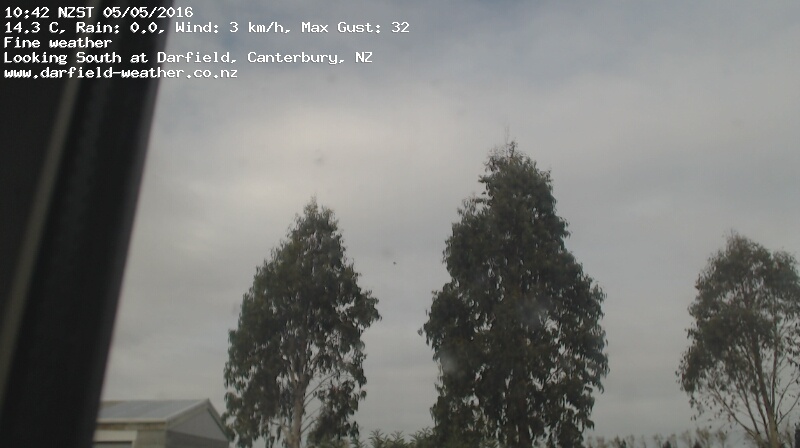 10:42 NZST 05/05/2016
14.3 C, Rain: 0.0, Wind: 3 km/h, Max Gust: 32
Fine weather
Looking South at Darfield, Canterbury, NZ
www.darfield-weather.co.nz